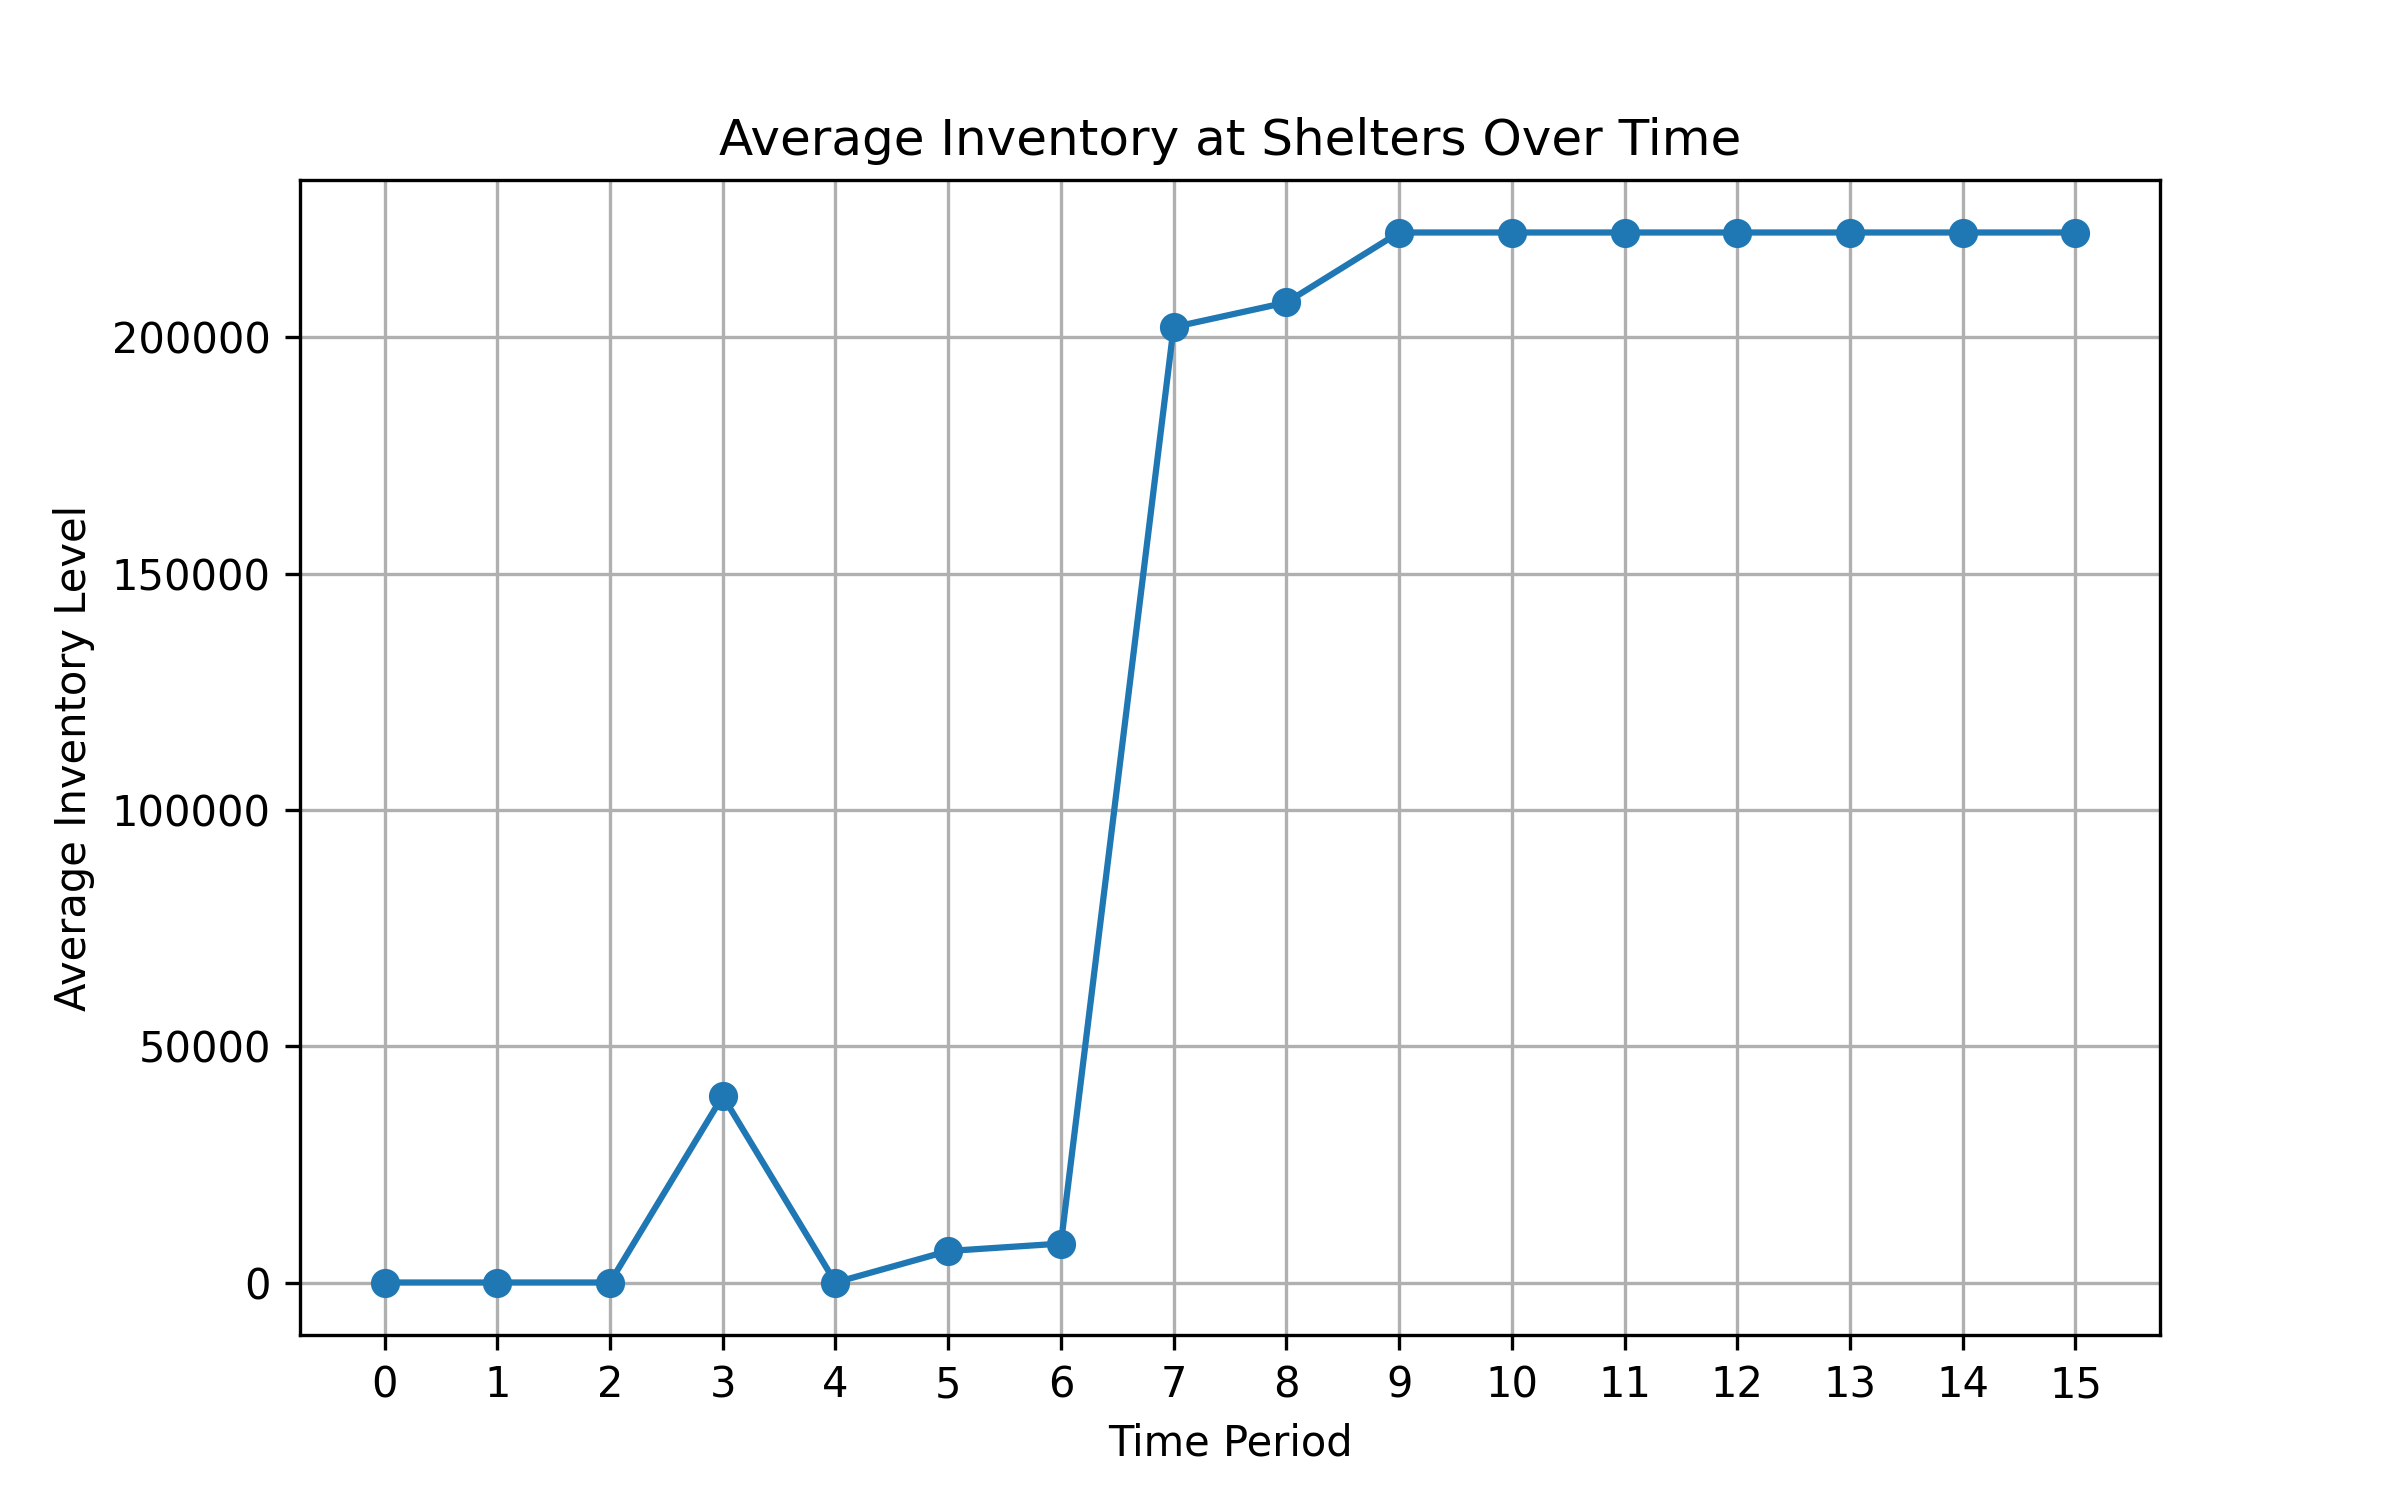 Average Inventory at Shelters Over Time
Average Inventory Level
200000
150000
100000
50000
0
0 1 2 3 4 5 6 7 8 9 10 11 12 13 14 15
Time Period